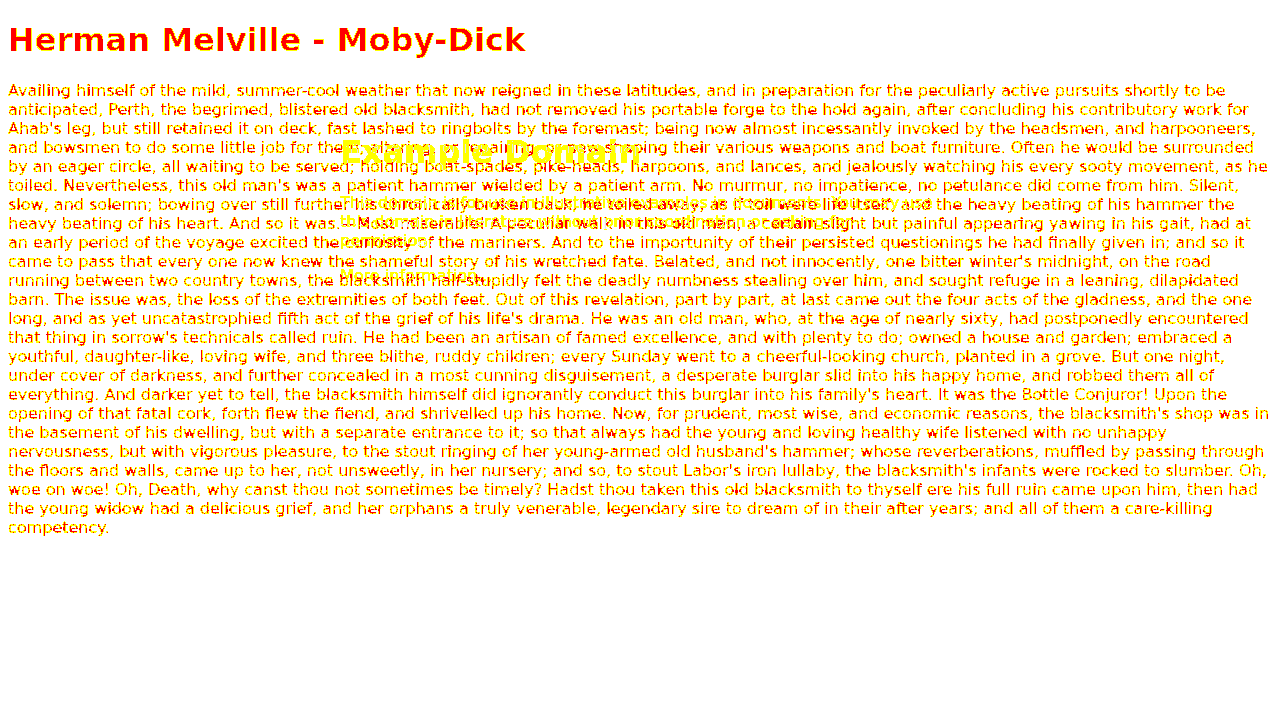 Herman Melville - Moby-Dick
Availing himself of the mild, summer-cool weather that now reigned in these latitudes, and in preparation for the peculiarly active pursuits shortly to be
anticipated, Perth, the begrimed, blistered old blacksmith, had not removed his portable forge to the hold again, after concluding his contributory work for
Ahab's leg, but still retained it on deck, fast lashed to ringbolts by the foremast; being now almost incessantly invoked by the headsmen, and harpooneers,
and bowsmen to do some little job for them; altering, or repairing, or new shaping their various weapons and boat furniture. Often he would be surrounded
Example Domain
by an eager circle, all waiting to be served; holding boat-spades, pike-heads, harpoons, and lances, and jealously watching his every sooty movement, as he
toiled. Nevertheless, this old man's was a patient hammer wielded by a patient arm. No murmur, no impatience, no petulance did come from him. Silent,
slow, and solemn; bowing over still further his chronically broken back, he toiled away, as if toil were life itself, and the heavy beating of his hammer the
heavy beating of his heart. And so it was.—Most miserable! A peculiar walk in this old man, a certain slight but painful appearing yawing in his gait, had at
an early period of the voyage excited the curiosity of the mariners. And to the importunity of their persisted questionings he had finally given in; and so it
came to pass that every one now knew the shameful story of his wretched fate. Belated, and not innocently, one bitter winter's midnight, on the road
More information...
running between two country towns, the blacksmith half-stupidly felt the deadly numbness stealing over him, and sought refuge in a leaning, dilapidated
barn. The issue was, the loss of the extremities of both feet. Out of this revelation, part by part, at last came out the four acts of the gladness, and the one
long, and as yet uncatastrophied fifth act of the grief of his life's drama. He was an old man, who, at the age of nearly sixty, had postponedly encountered
that thing in sorrow's technicals called ruin. He had been an artisan of famed excellence, and with plenty to do; owned a house and garden; embraced a
youthful, daughter-like, loving wife, and three blithe, ruddy children; every Sunday went to a cheerful-looking church, planted in a grove. But one night,
under cover of darkness, and further concealed in a most cunning disguisement, a desperate burglar slid into his happy home, and robbed them all of
everything. And darker yet to tell, the blacksmith himself did ignorantly conduct this burglar into his family's heart. It was the Bottle Conjuror! Upon the
opening of that fatal cork, forth flew the fiend, and shrivelled up his home. Now, for prudent, most wise, and economic reasons, the blacksmith's shop was in
the basement of his dwelling, but with a separate entrance to it; so that always had the young and loving healthy wife listened with no unhappy
nervousness, but with vigorous pleasure, to the stout ringing of her young-armed old husband's hammer; whose reverberations, muffled by passing through
the floors and walls, came up to her, not unsweetly, in her nursery; and so, to stout Labor's iron lullaby, the blacksmith's infants were rocked to slumber. Oh,
woe on woe! Oh, Death, why canst thou not sometimes be timely? Hadst thou taken this old blacksmith to thyself ere his full ruin came upon him, then had
the young widow had a delicious grief, and her orphans a truly venerable, legendary sire to dream of in their after years; and all of them a care-killing
competency.